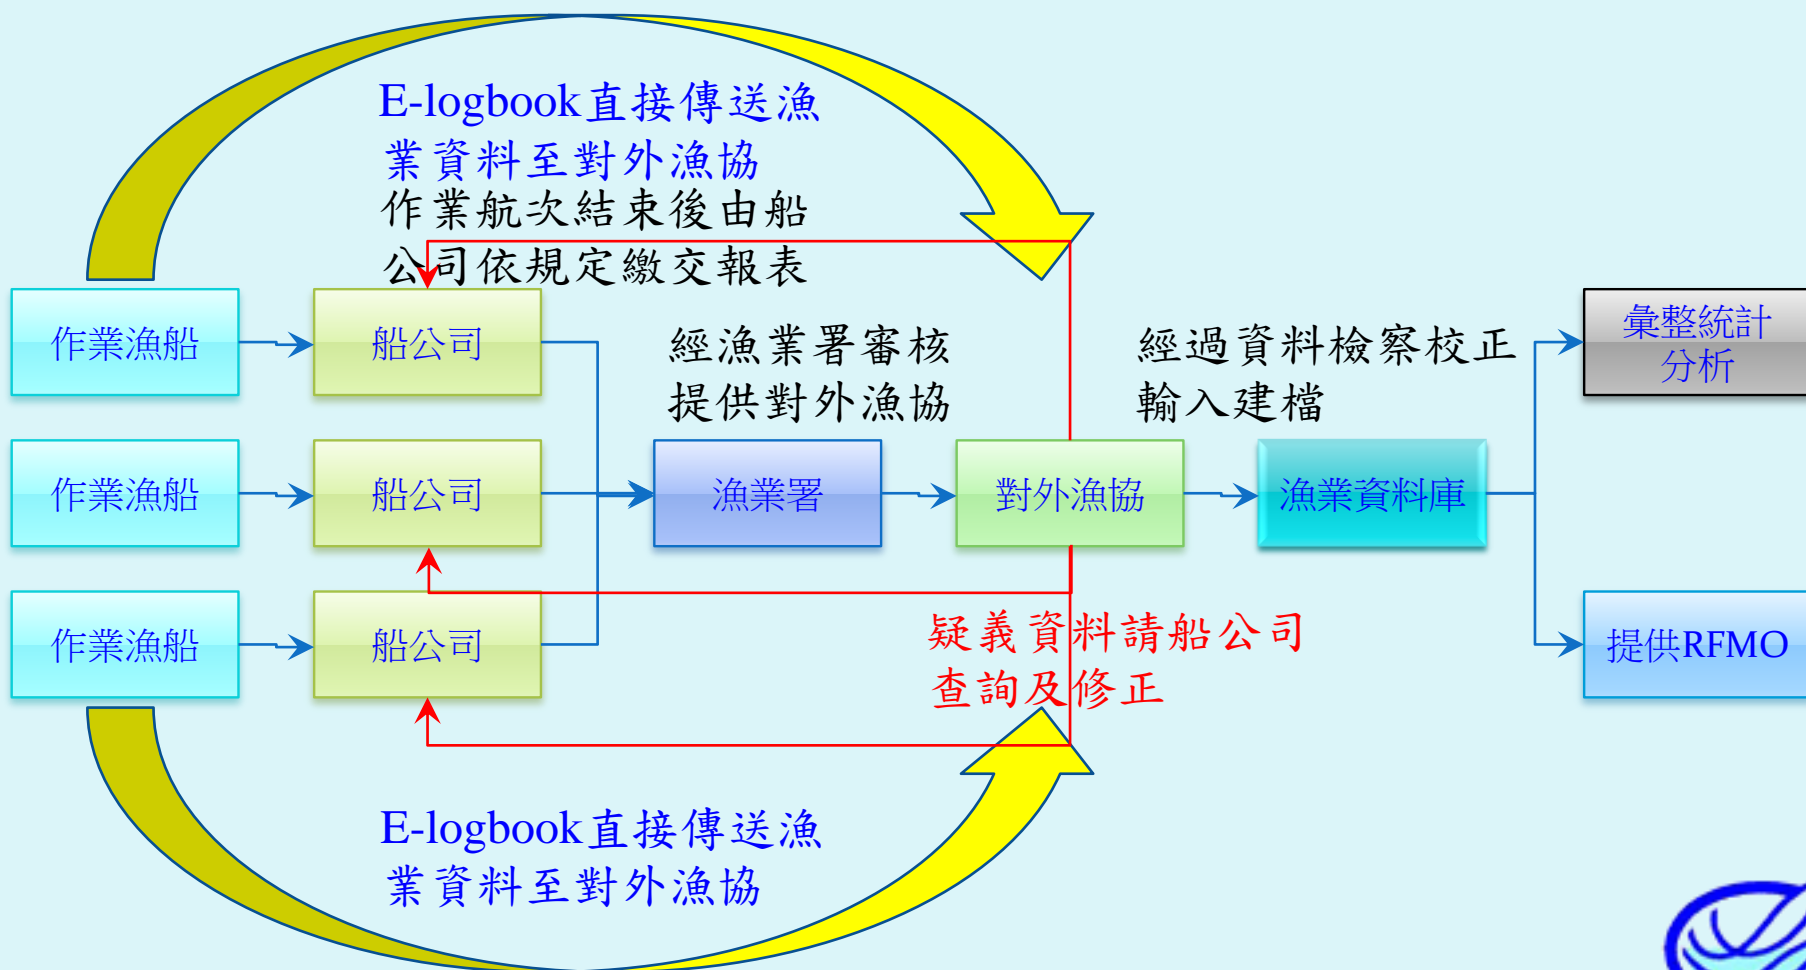 E-logbook直接傳送漁
業資料至對外漁協
作業航次結束後由船
公司依規定繳交報表
作業漁船
船公司
經漁業署審核
提供對外漁協
經過資料檢察校正
輸入建檔
彙整統計
分析
作業漁船
船公司
漁業署
對外漁協
漁業資料庫
作業漁船
船公司
疑義資料請船公司
查詢及修正
提供RFMO
E-logbook直接傳送漁
業資料至對外漁協